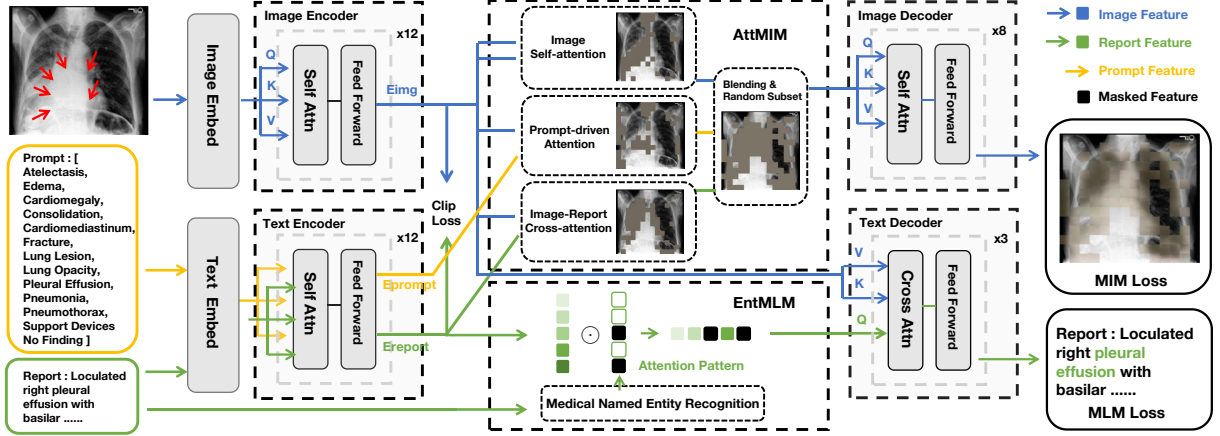 Image Embed
Image Encoder
x12
Q
K
V
Self Attn
Feed Forward
Eimg
Prompt : [
Atelectasis,
Edema,
Cardiomegaly,
Consolidation,
Cardiomediastinum,
Fracture,
Lung Lesion,
Lung Opacity,
Pleural Effusion,
Pneumonia,
Pneumothorax,
Support Devices
No Finding ]
Report : Loculated
right pleural
effusion with
basilar ......
Text Embed
Text Encoder
x12
Self Attn
Feed Forward
Eprompt
Ereport
Clip
Loss
AttMIM
Image
Self-attention
Prompt-driven
Attention
Image-Report
Cross-attention
Blending &
Random Subset
EntMLM
Attention Pattern
Medical Named Entity Recognition
Image Decoder
x8
Q
K
V
Self Attn
Feed Forward
Text Decoder
x3
V
K
Q
Cross Attn
Feed Forward
Image Feature
Report Feature
Prompt Feature
Masked Feature
MIM Loss
Report : Loculated
right pleural
effusion with
basilar ......
MLM Loss